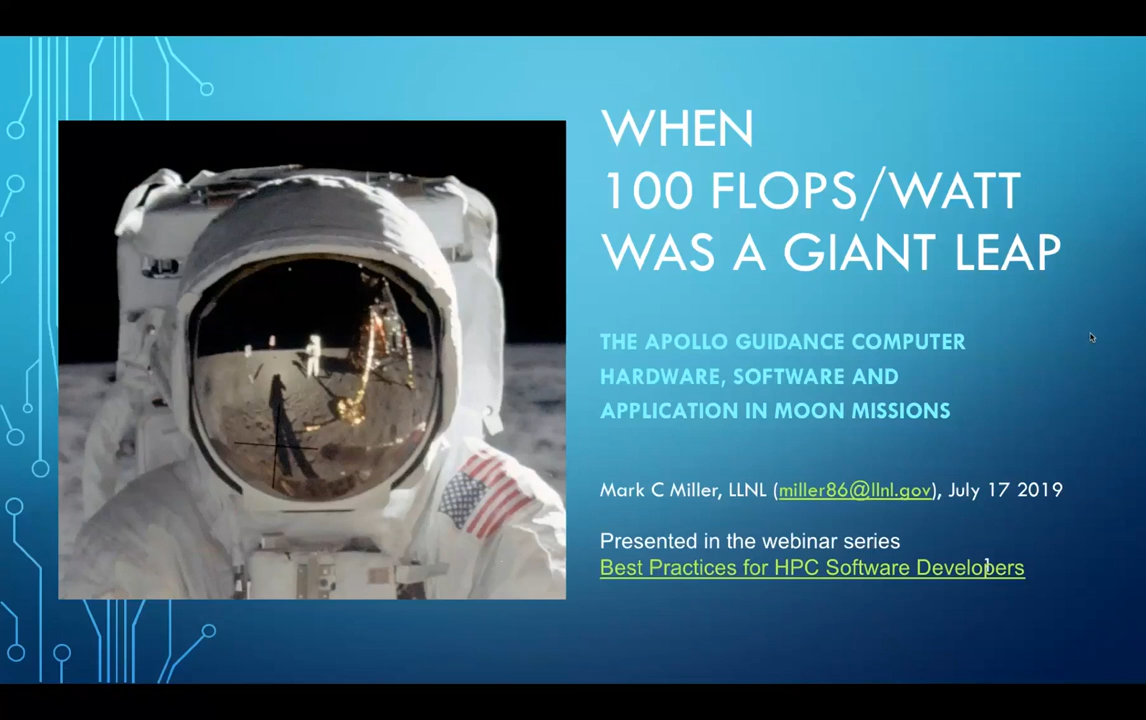 WHEN
100 FLOPS/WATT
WAS A GIANT LEAP
THE APOLLO GUIDANCE COMPUTER
HARDWARE, SOFTWARE AND
APPLICATION IN MOON MISSIONS
Mark C Miller, LLNL (miller86@llnl.gov), July 17 2019
Presented in the webinar series
Best Practices for HPC Software Developers